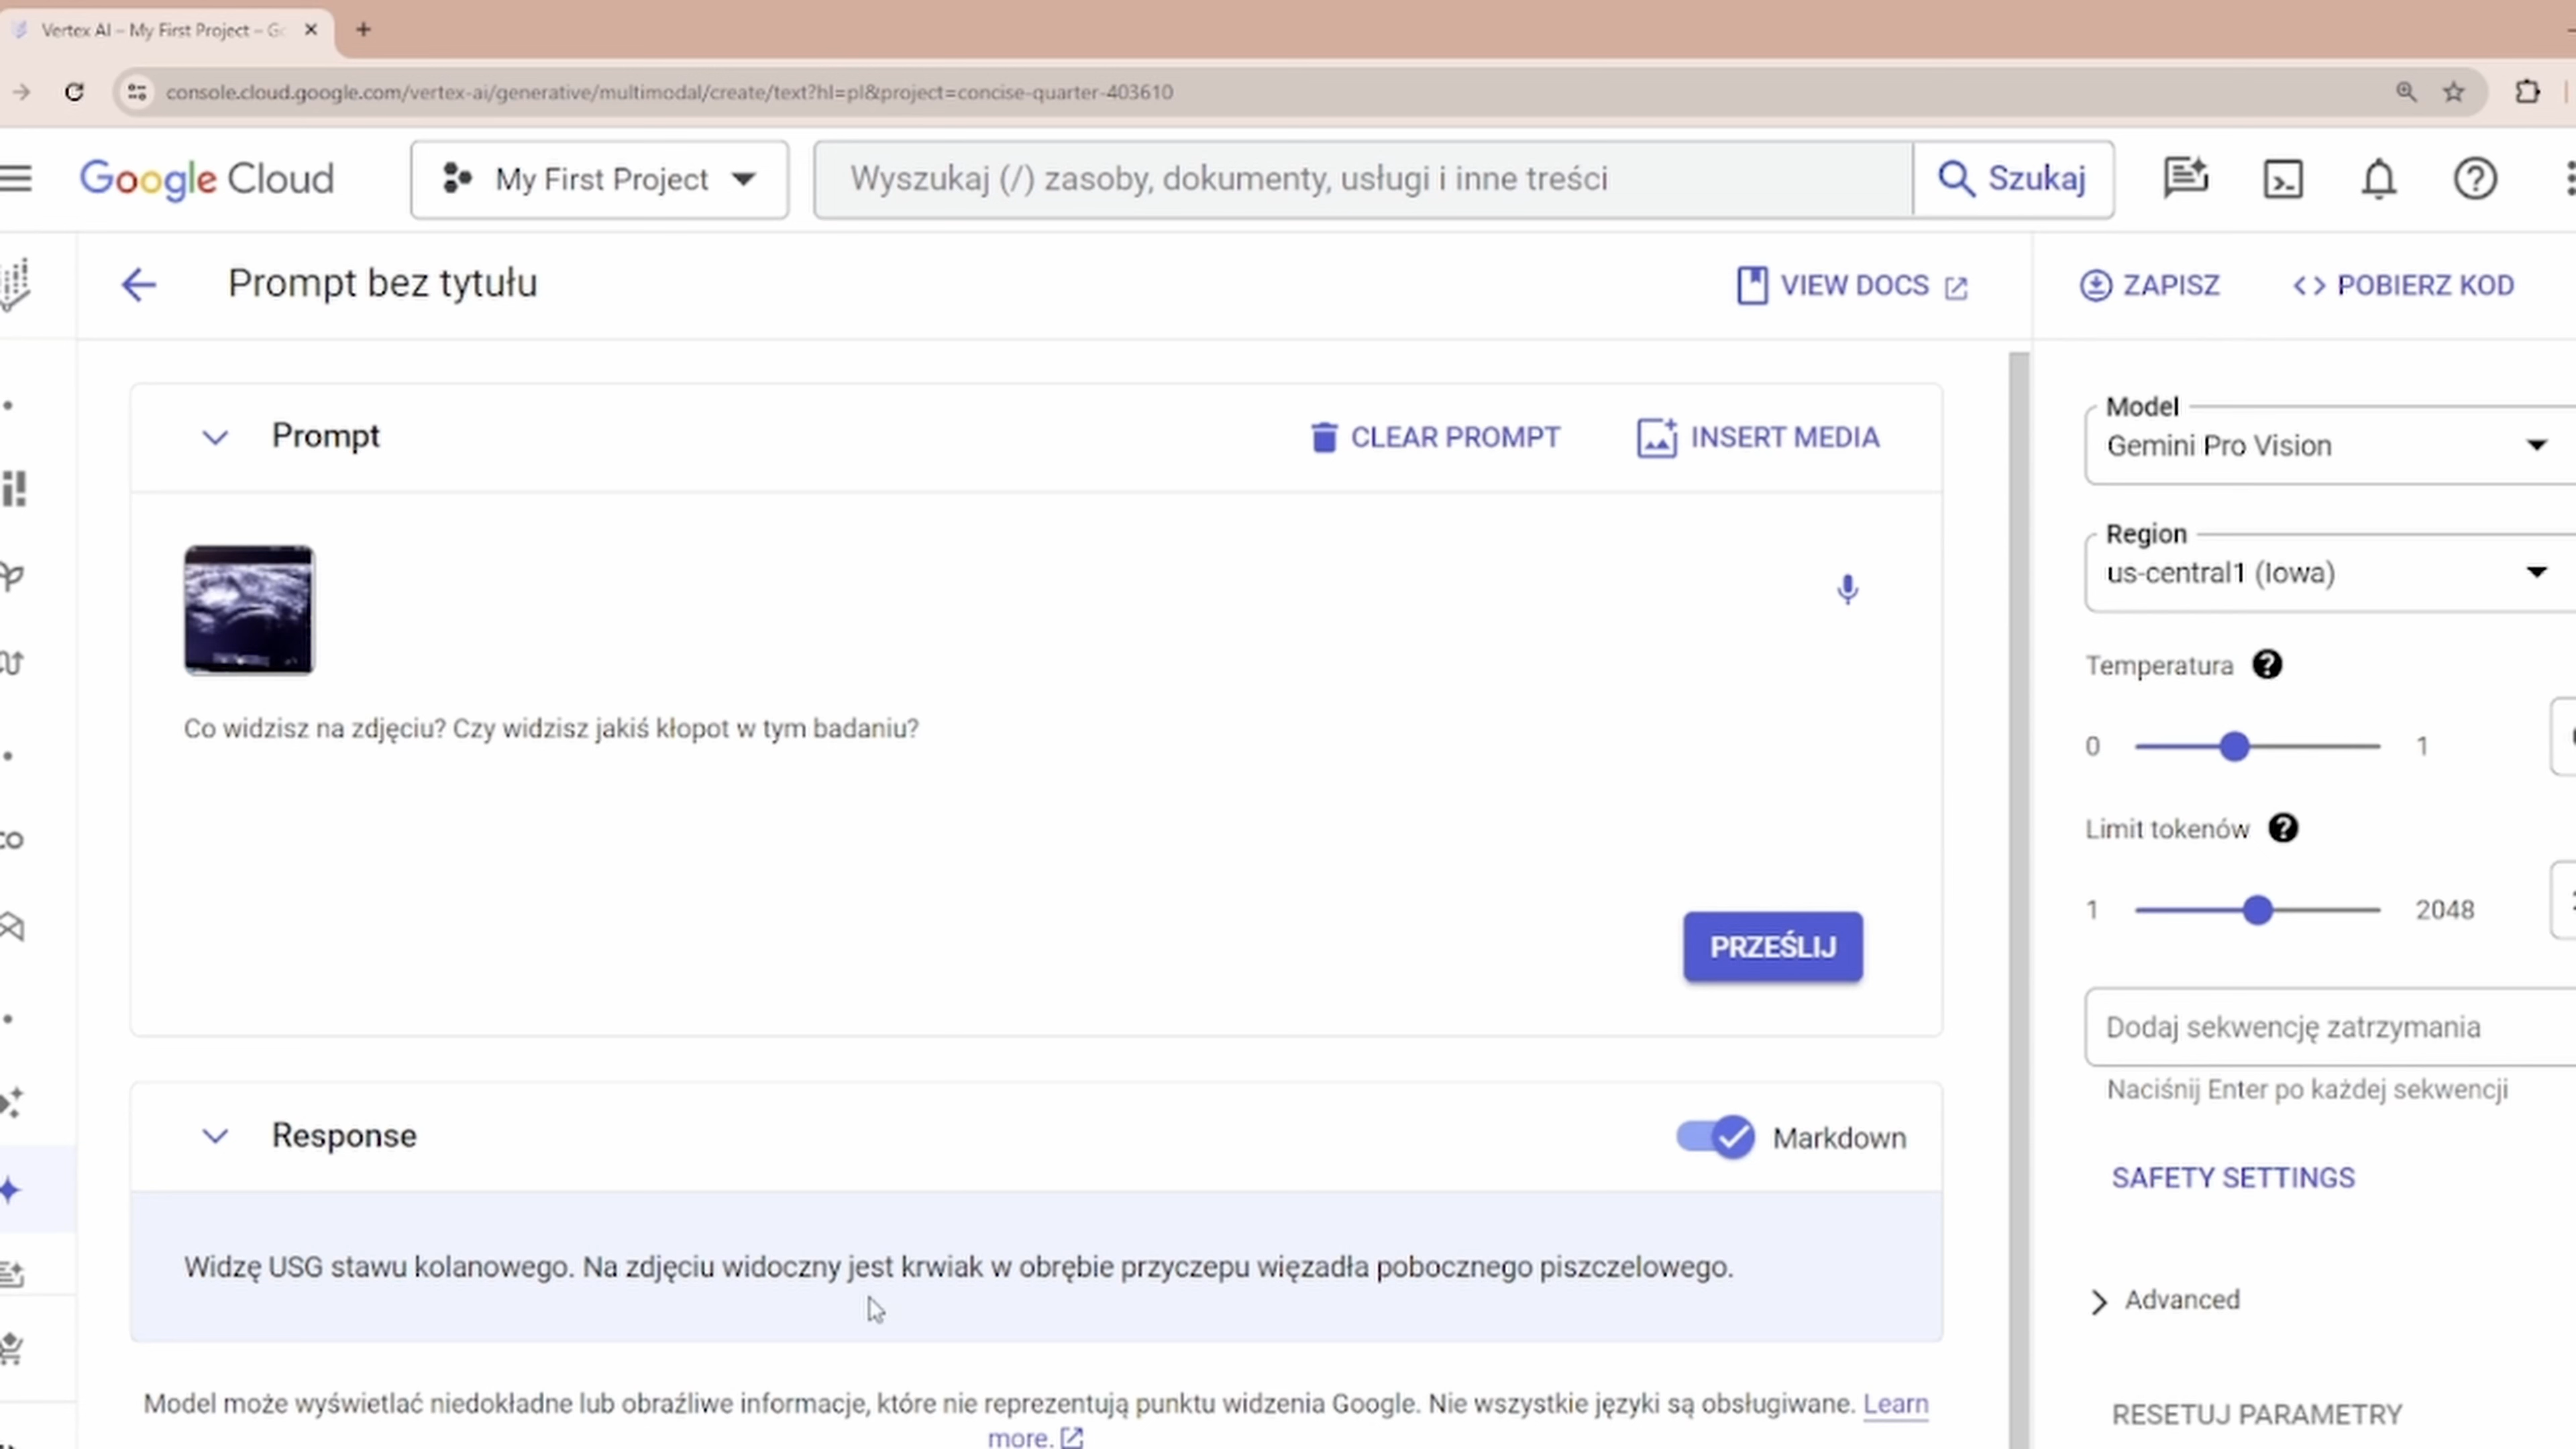 Vertex AI – My First Project – Go
console.cloud.google.com/vertex-ai/generative/multimodal/create/text?hl=pl&project=concise-quarter-403610
Google Cloud
My First Project
Wyszukaj (/) zasoby, dokumenty, usługi i inne treści
Szukaj
Prompt bez tytułu
VIEW DOCS
ZAPISZ
POBIERZ KOD
Prompt
CLEAR PROMPT
INSERT MEDIA
Co widzisz na zdjęciu? Czy widzisz jakiś kłopot w tym badaniu?
PRZEŚLIJ
Response
Markdown
Widzę USG stawu kolanowego. Na zdjęciu widoczny jest krwiak w obrębie przyczepu więzadła pobocznego piszczelowego.
Model może wyświetlać niedokładne lub obraźliwe informacje, które nie reprezentują punktu widzenia Google. Nie wszystkie języki są obsługiwane. Learn
more.
Model
Gemini Pro Vision
Region
us-central1 (Iowa)
Temperatura
0 1
Limit tokenów
1 2048
Dodaj sekwencję zatrzymania
Naciśnij Enter po każdej sekwencji
SAFETY SETTINGS
Advanced
RESETUJ PARAMETRY